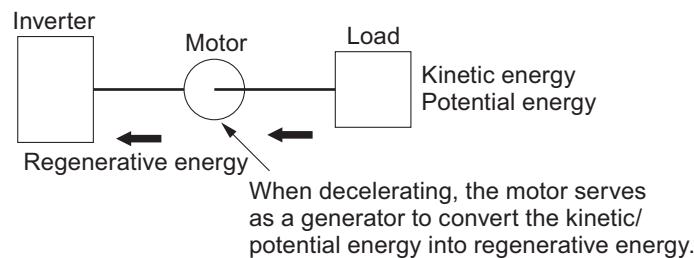 Inverter
Motor
Load
Kinetic energy
Potential energy
Regenerative energy
When decelerating, the motor serves
as a generator to convert the kinetic/
potential energy into regenerative energy.